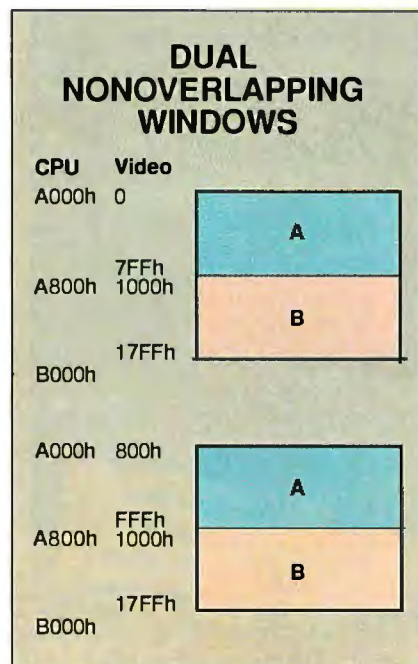 DUAL
NONOVERLAPPING
WINDOWS
CPU Video
A000h 0
A
7FFh
A800h 1000h
B
17FFh
B000h
A000h 800h
A
FFFh
A800h 1000h
B
17FFh
B000h